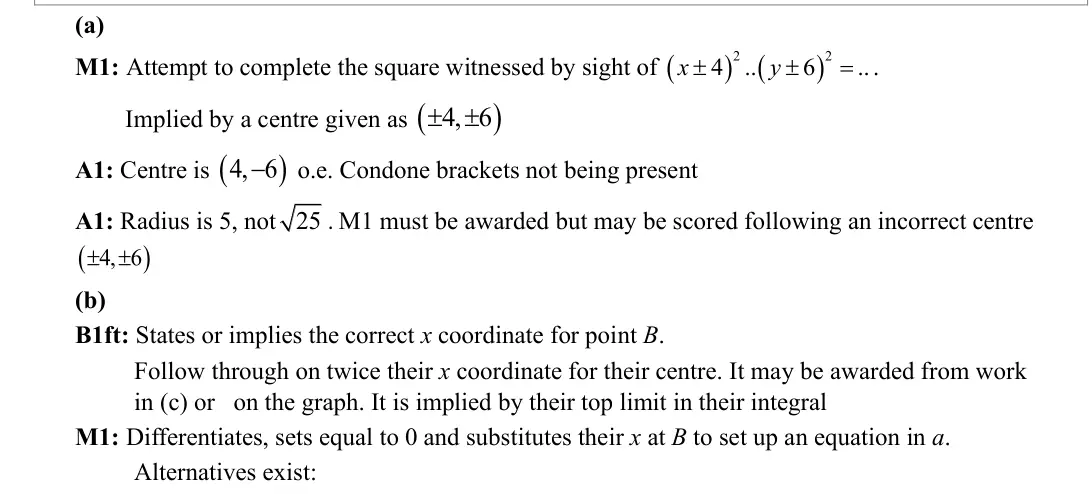 (a)
M1: Attempt to complete the square witnessed by sight of (x±4)²..(y±6)² =...
Implied by a centre given as (±4,±6)
A1: Centre is (4,−6) o.e. Condone brackets not being present
A1: Radius is 5, not √25 . M1 must be awarded but may be scored following an incorrect centre
(±4,±6)
(b)
B1ft: States or implies the correct x coordinate for point B.
Follow through on twice their x coordinate for their centre. It may be awarded from work
in (c) or on the graph. It is implied by their top limit in their integral
M1: Differentiates, sets equal to 0 and substitutes their x at B to set up an equation in a.
Alternatives exist: